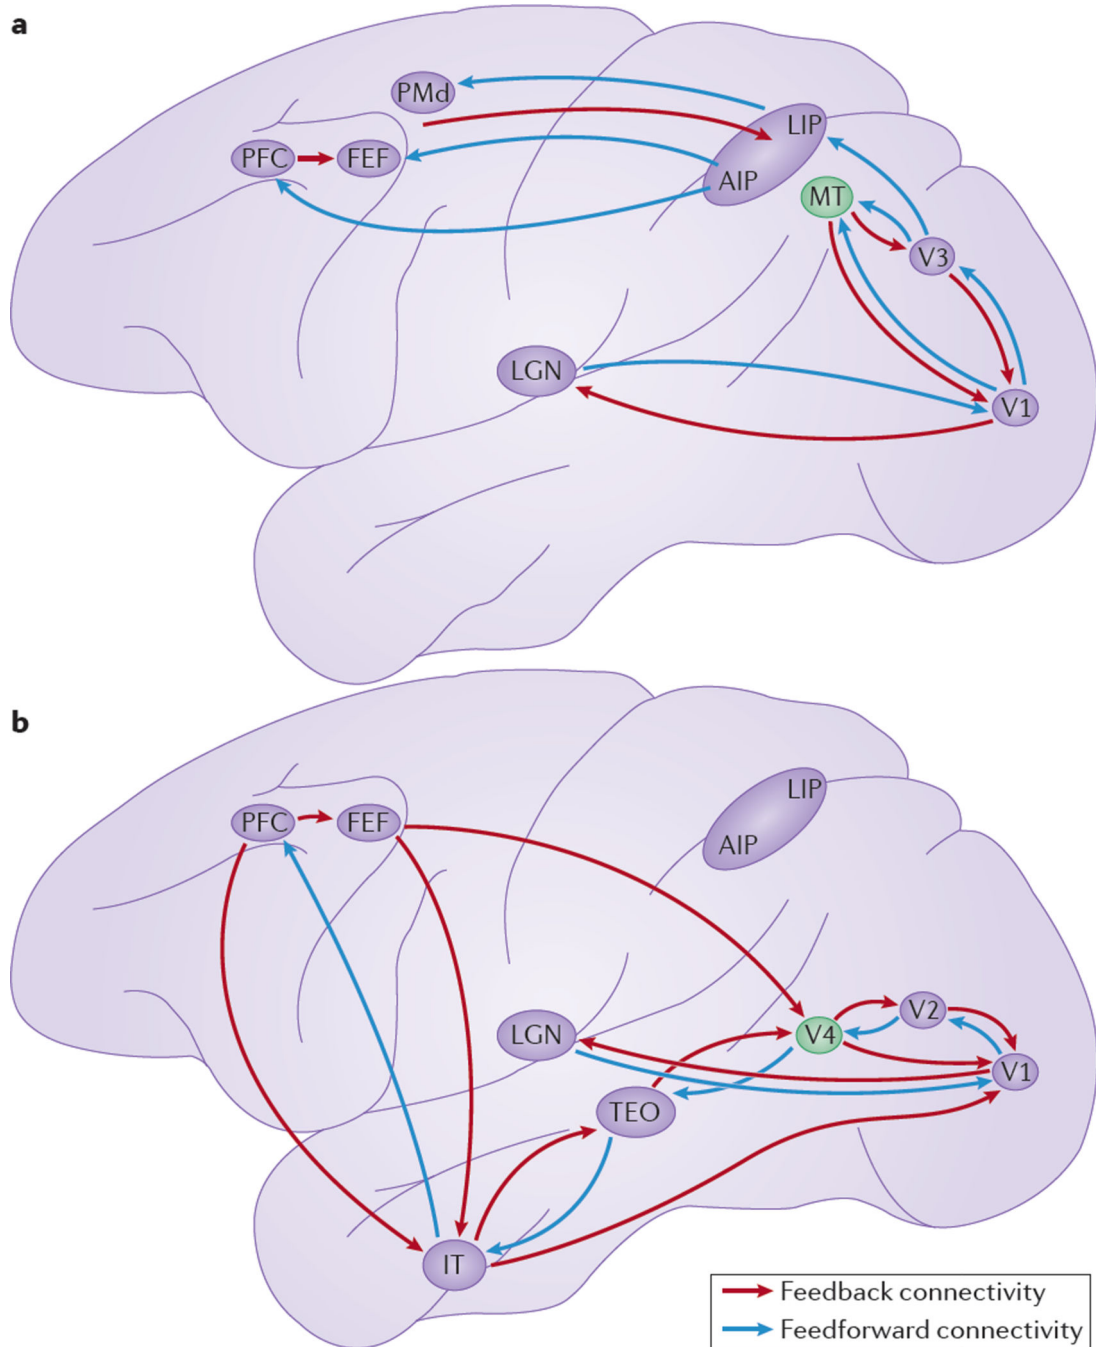 a
PMd
LIP
PFC
FEF
AIP
MT
V3
LGN
V1
b
LIP
PFC
FEF
AIP
V2
LGN
V4
V1
TEO
IT
Feedback connectivity
Feedforward connectivity